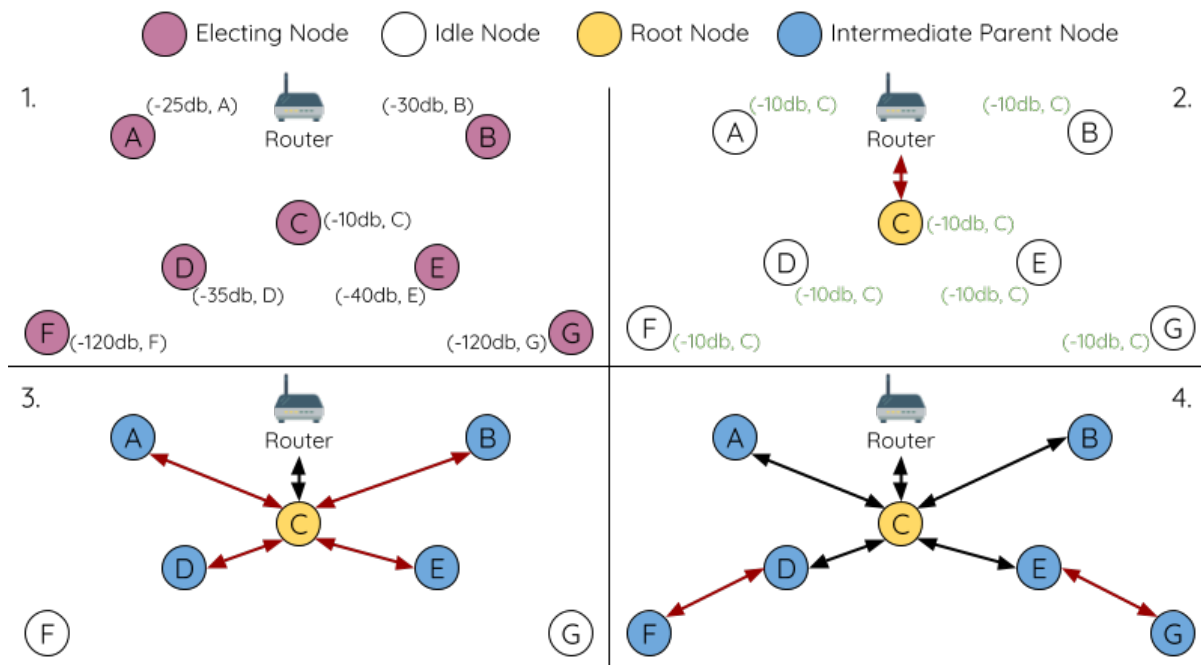 Electing Node
Idle Node
Root Node
Intermediate Parent Node
1.
(-25db, A)
A
(-30db, B)
B
Router
C
(-10db, C)
D
(-35db, D)
E
(-40db, E)
F
(-120db, F)
G
(-120db, G)
2.
(-10db, C)
A
(-10db, C)
B
Router
C
(-10db, C)
D
(-10db, C)
E
(-10db, C)
F
(-10db, C)
G
(-10db, C)
3.
A
Router
B
C
D
E
F
G
4.
A
Router
B
C
D
E
F
G